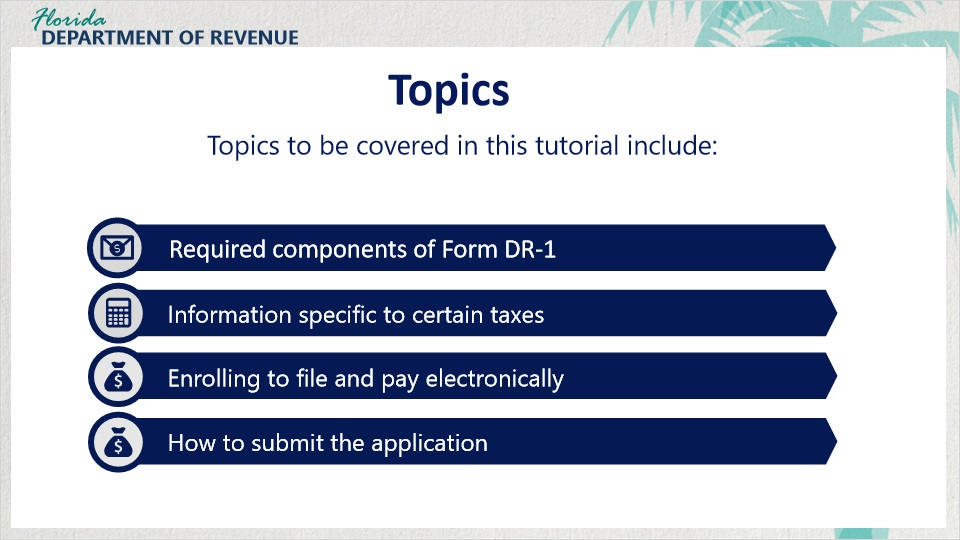 Florida
DEPARTMENT OF REVENUE
Topics
Topics to be covered in this tutorial include:
Required components of Form DR-1
Information specific to certain taxes
Enrolling to file and pay electronically
How to submit the application